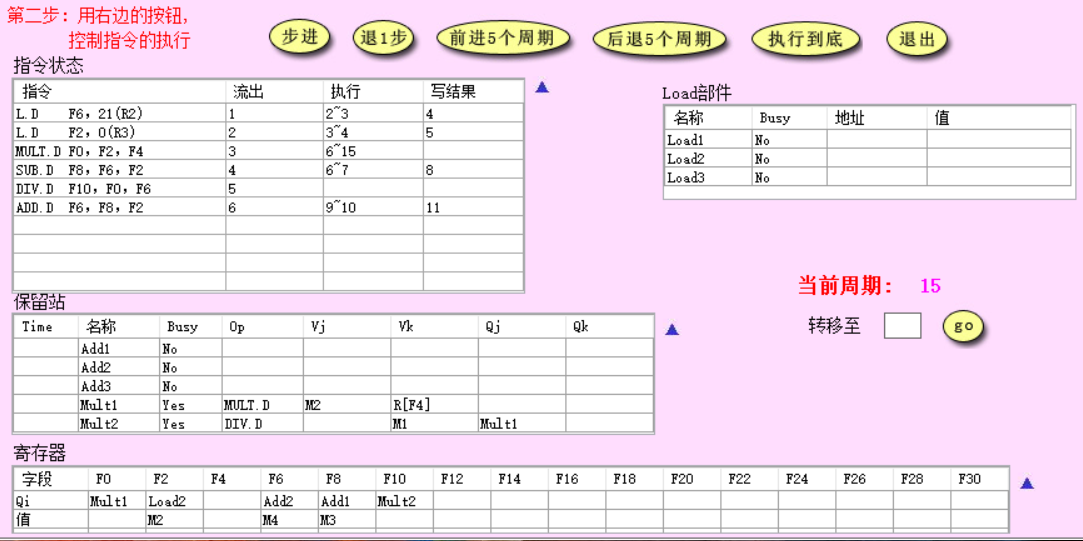 第二步：用右边的按钮，
控制指令的执行
步进 退1步 前进5个周期 后退5个周期 执行到底 退出
指令状态
指令 流出 执行 写结果
L.D F6，21(R2) 1 2~3 4
L.D F2，0(R3) 2 3~4 5
MULT.D F0，F2，F4 3 6~15
SUB.D F8，F6，F2 4 6~7 8
DIV.D F10，F0，F6 5
ADD.D F6，F8，F2 6 9~10 11
Load部件
名称 Busy 地址 值
Load1 No
Load2 No
Load3 No
当前周期： 15
转移至 go
保留站
Time 名称 Busy Op Vj Vk Qj Qk
Add1 No
Add2 No
Add3 No
Mult1 Yes MULT.D M2 R[F4]
Mult2 Yes DIV.D M1 Mult1
寄存器
字段 F0 F2 F4 F6 F8 F10 F12 F14 F16 F18 F20 F22 F24 F26 F28 F30
Qi Mult1 Load2 Add2 Add1 Mult2
值 M2 M4 M3